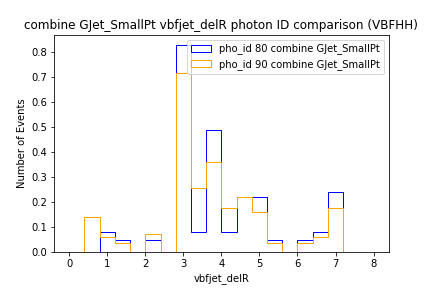 combine GJet_SmallPt vbfjet_delR photon ID comparison (VBFHH)
pho_id 80 combine GJet_SmallPt
pho_id 90 combine GJet_SmallPt
Number of Events
0.8
0.7
0.6
0.5
0.4
0.3
0.2
0.1
0.0
0 1 2 3 4 5 6 7 8
vbfjet_delR